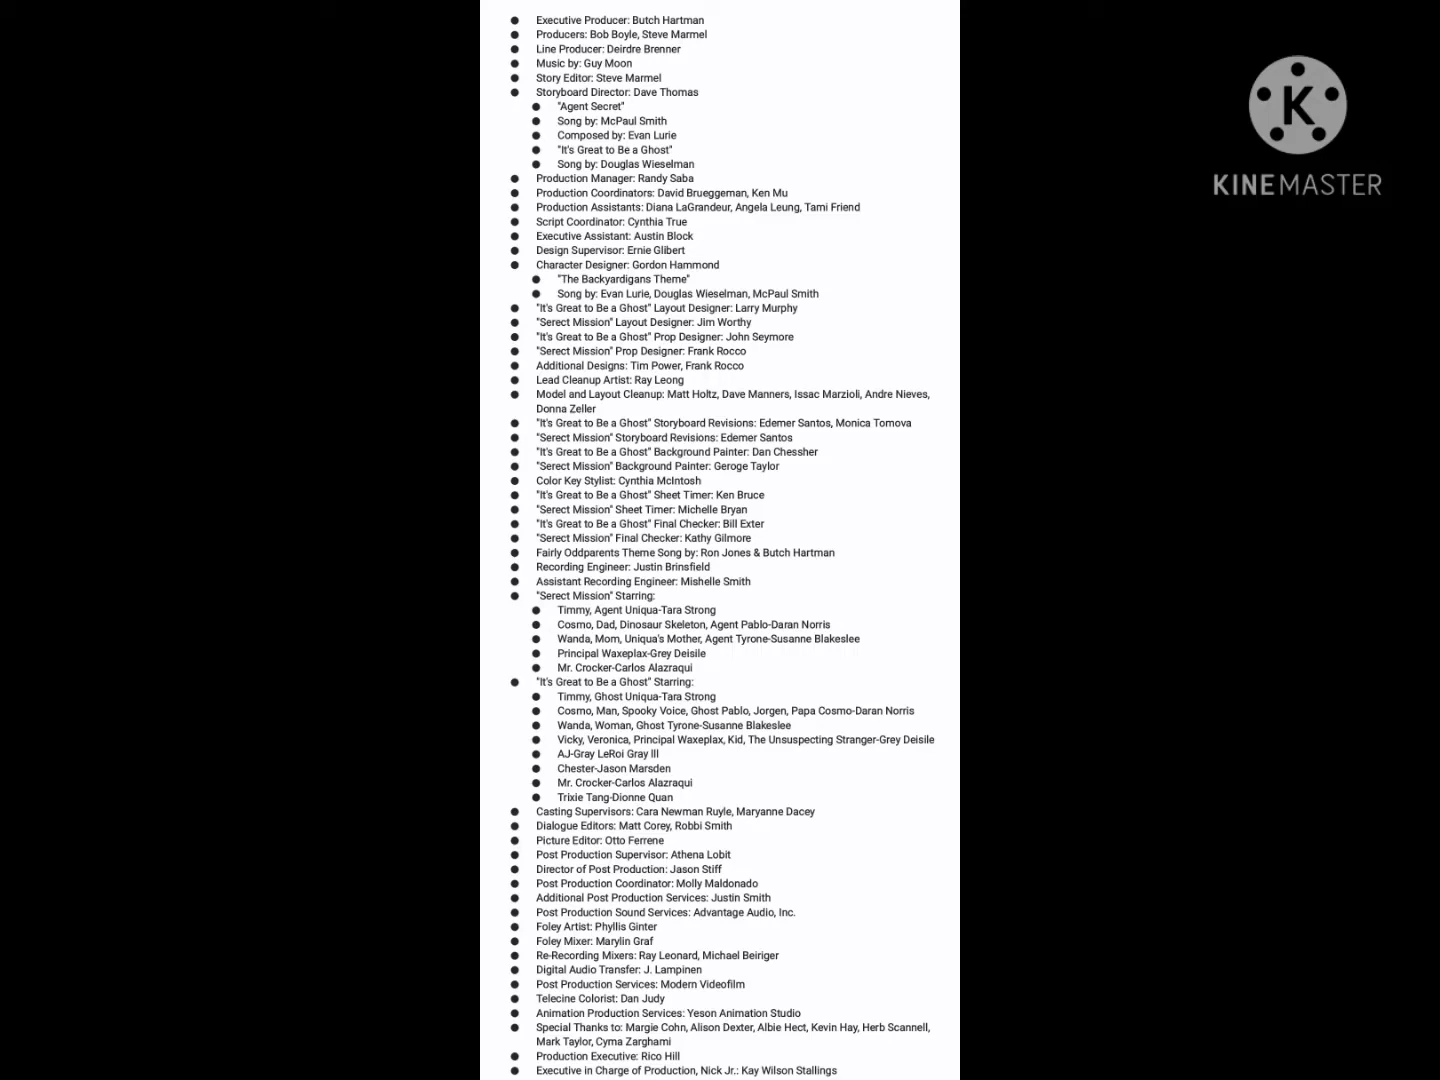 Executive Producer: Butch Hartman
Producers: Bob Boyle, Steve Marmel
Line Producer: Deirdre Brenner
Music by: Guy Moon
Story Editor: Steve Marmel
Storyboard Director: Dave Thomas
"Agent Secret"
Song by: McPaul Smith
Composed by: Evan Lurie
"It's Great to Be a Ghost"
Song by: Douglas Wieselman
Production Manager: Randy Saba
Production Coordinators: David Brueggeman, Ken Mu
Production Assistants: Diana LaGrandeur, Angela Leung, Tami Friend
Script Coordinator: Cynthia True
Executive Assistant: Austin Block
Design Supervisor: Ernie Glibert
Character Designer: Gordon Hammond
"The Backyardigans Theme"
Song by: Evan Lurie, Douglas Wieselman, McPaul Smith
"It's Great to Be a Ghost" Layout Designer: Larry Murphy
"Serect Mission" Layout Designer: Jim Worthy
"It's Great to Be a Ghost" Prop Designer: John Seymore
"Serect Mission" Prop Designer: Frank Rocco
Additional Designs: Tim Power, Frank Rocco
Lead Cleanup Artist: Ray Leong
Model and Layout Cleanup: Matt Holtz, Dave Manners, Issac Marzioli, Andre Nieves,
Donna Zeller
"It's Great to Be a Ghost" Storyboard Revisions: Edemer Santos, Monica Tomova
"Serect Mission" Storyboard Revisions: Edemer Santos
"It's Great to Be a Ghost" Background Painter: Dan Chessher
"Serect Mission" Background Painter: Geroge Taylor
Color Key Stylist: Cynthia McIntosh
"It's Great to Be a Ghost" Sheet Timer: Ken Bruce
"Serect Mission" Sheet Timer: Michelle Bryan
"It's Great to Be a Ghost" Final Checker: Bill Exter
"Serect Mission" Final Checker: Kathy Gilmore
Fairly Oddparents Theme Song by: Ron Jones & Butch Hartman
Recording Engineer: Justin Brinsfield
Assistant Recording Engineer: Mishelle Smith
"Serect Mission" Starring:
Timmy, Agent Uniqua-Tara Strong
Cosmo, Dad, Dinosaur Skeleton, Agent Pablo-Daran Norris
Wanda, Mom, Uniqua's Mother, Agent Tyrone-Susanne Blakeslee
Principal Waxeplax-Grey Deisile
Mr. Crocker-Carlos Alazraqui
"It's Great to Be a Ghost" Starring:
Timmy, Ghost Uniqua-Tara Strong
Cosmo, Man, Spooky Voice, Ghost Pablo, Jorgen, Papa Cosmo-Daran Norris
Wanda, Woman, Ghost Tyrone-Susanne Blakeslee
Vicky, Veronica, Principal Waxeplax, Kid, The Unsuspecting Stranger-Grey Deisile
AJ-Gray LeRoi Gray lll
Chester-Jason Marsden
Mr. Crocker-Carlos Alazraqui
Trixie Tang-Dionne Quan
Casting Supervisors: Cara Newman Ruyle, Maryanne Dacey
Dialogue Editors: Matt Corey, Robbi Smith
Picture Editor: Otto Ferrene
Post Production Supervisor: Athena Lobit
Director of Post Production: Jason Stiff
Post Production Coordinator: Molly Maldonado
Additional Post Production Services: Justin Smith
Post Production Sound Services: Advantage Audio, Inc.
Foley Artist: Phyllis Ginter
Foley Mixer: Marylin Graf
Re-Recording Mixers: Ray Leonard, Michael Beiriger
Digital Audio Transfer: J. Lampinen
Post Production Services: Modern Videofilm
Telecine Colorist: Dan Judy
Animation Production Services: Yeson Animation Studio
Special Thanks to: Margie Cohn, Alison Dexter, Albie Hect, Kevin Hay, Herb Scannell,
Mark Taylor, Cyma Zarghami
Production Executive: Rico Hill
Executive in Charge of Production, Nick Jr.: Kay Wilson Stallings
K
KINEMASTER